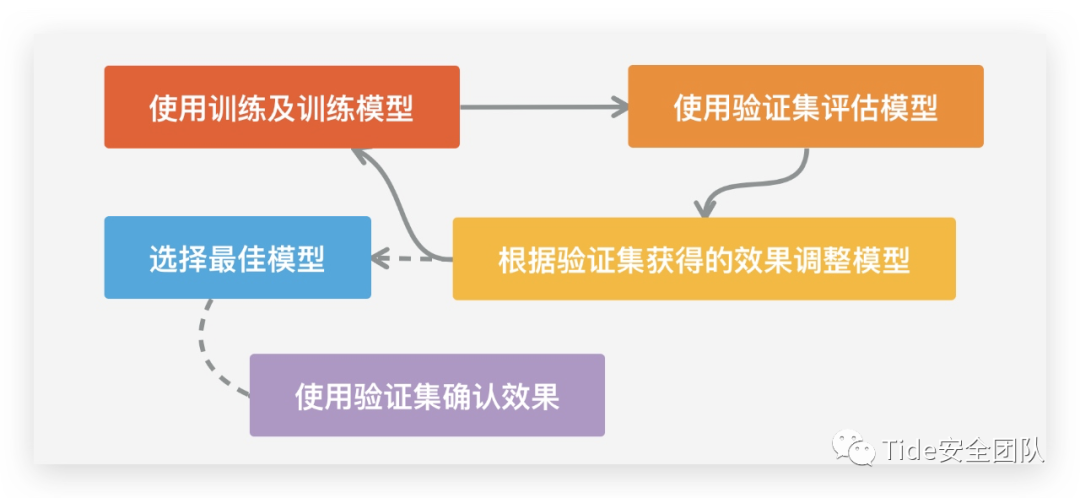 使用训练及训练模型
使用验证集评估模型
选择最佳模型
根据验证集获得的效果调整模型
使用验证集确认效果
Tide安全团队